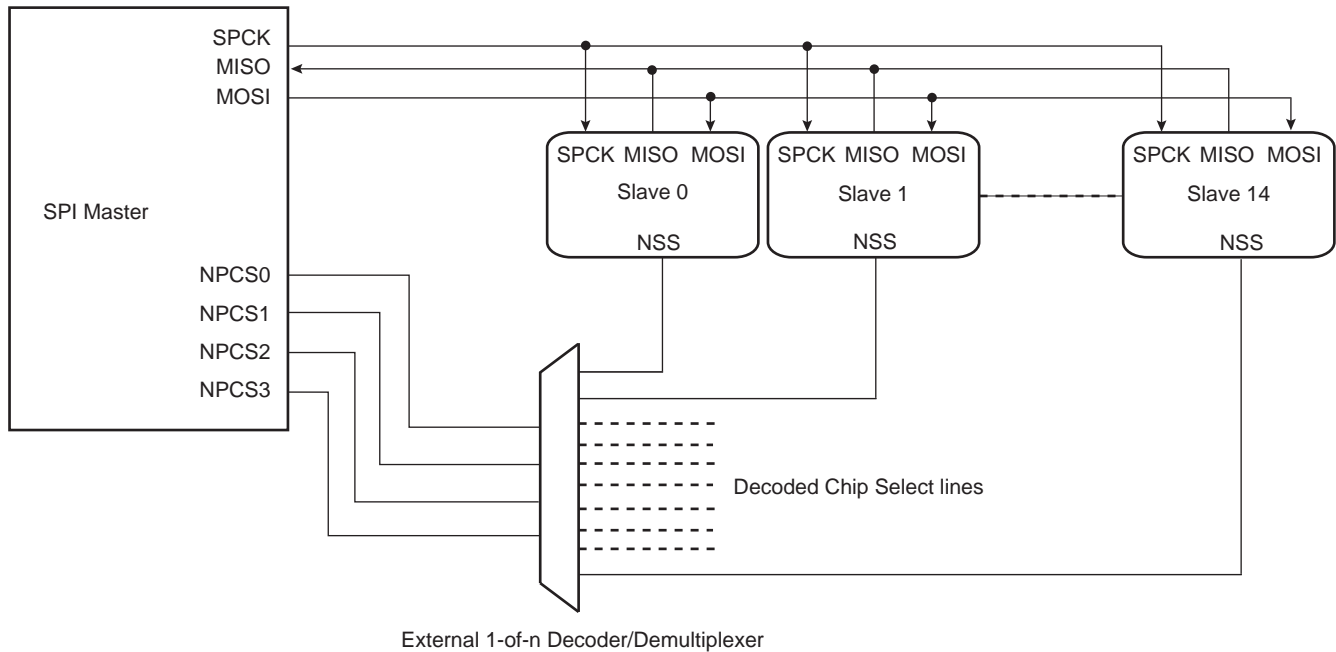 SPCK
MISO
MOSI
SPCK MISO MOSI
Slave 0
NSS
SPCK MISO MOSI
Slave 1
NSS
SPCK MISO MOSI
Slave 14
NSS
SPI Master
NPCS0
NPCS1
NPCS2
NPCS3
Decoded Chip Select lines
External 1-of-n Decoder/Demultiplexer